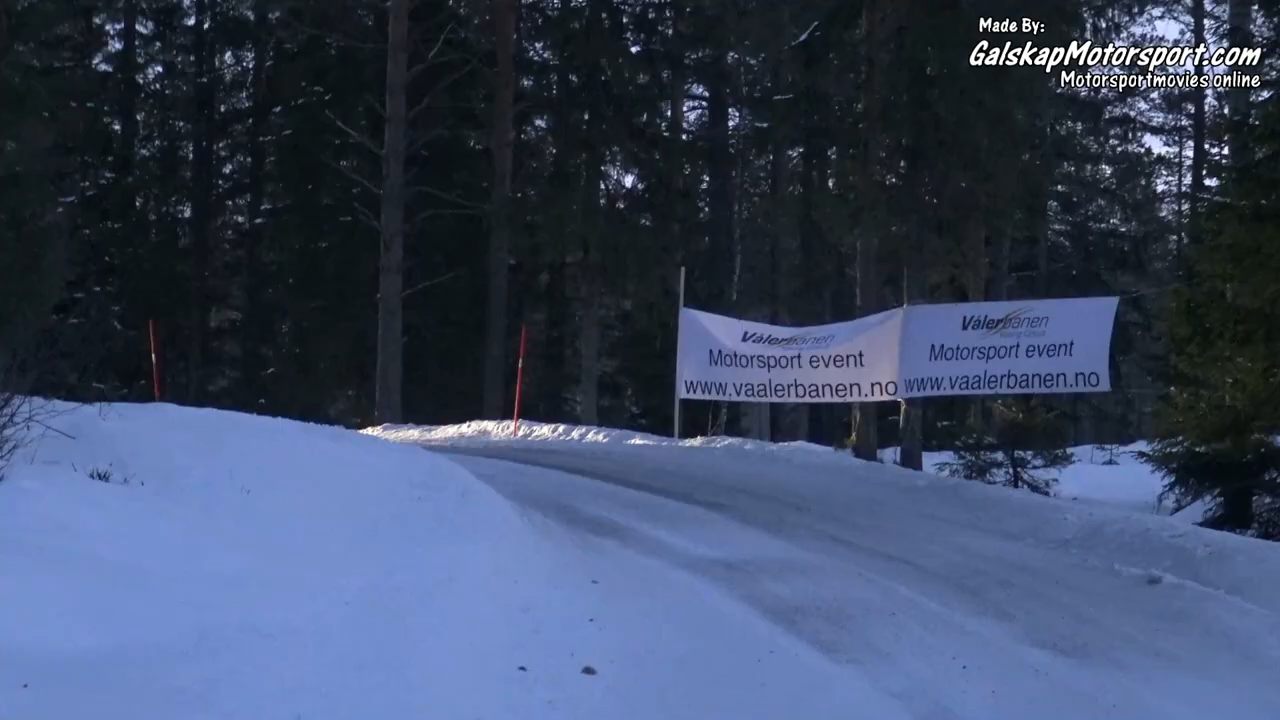 Made By:
GalskapMotorsport.com
Motorsportmovies online
Vålerbanen
Motorsport event
www.vaalerbanen.no
Vålerbanen
Motorsport event
www.vaalerbanen.no